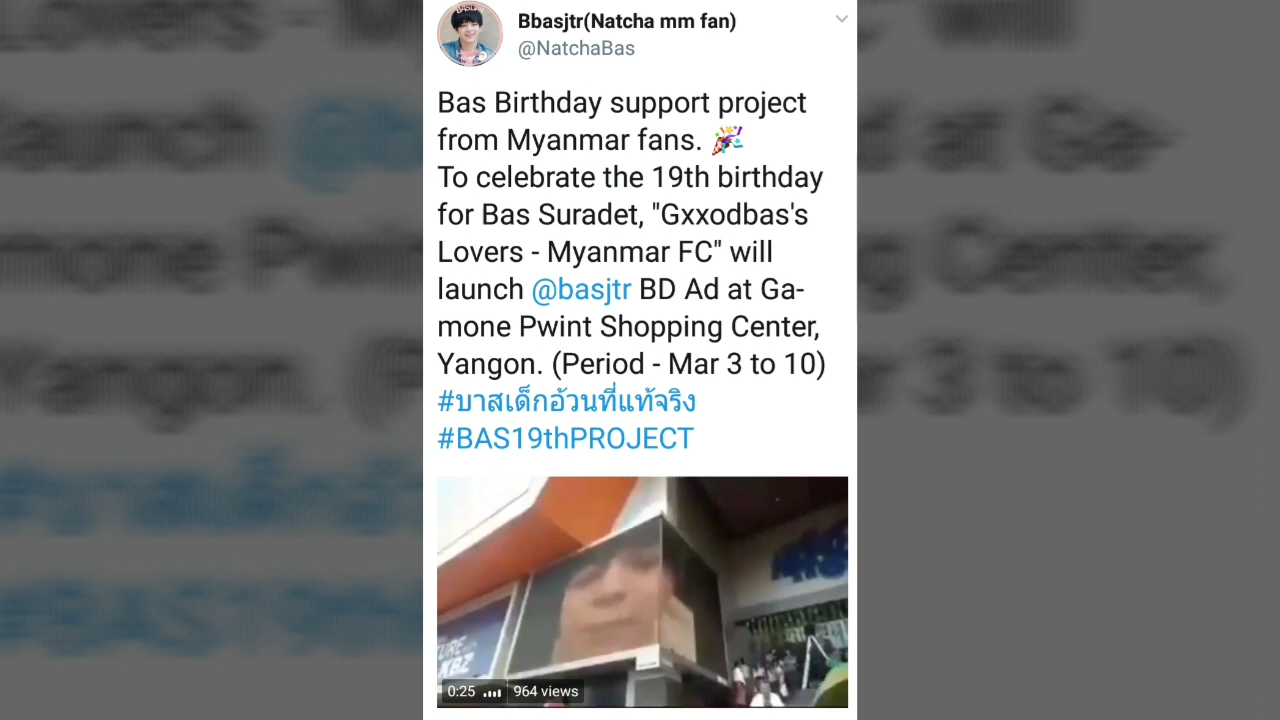 Bbasjtr(Natcha mm fan)
@NatchaBas
Bas Birthday support project
from Myanmar fans. 🎉
To celebrate the 19th birthday
for Bas Suradet, "Gxxodbas's
Lovers - Myanmar FC" will
launch @basjtr BD Ad at Ga-
mone Pwint Shopping Center,
Yangon. (Period - Mar 3 to 10)
#บาสเด็กอ้วนที่แท้จริง
#BAS19thPROJECT
KBZ
0:25
964 views